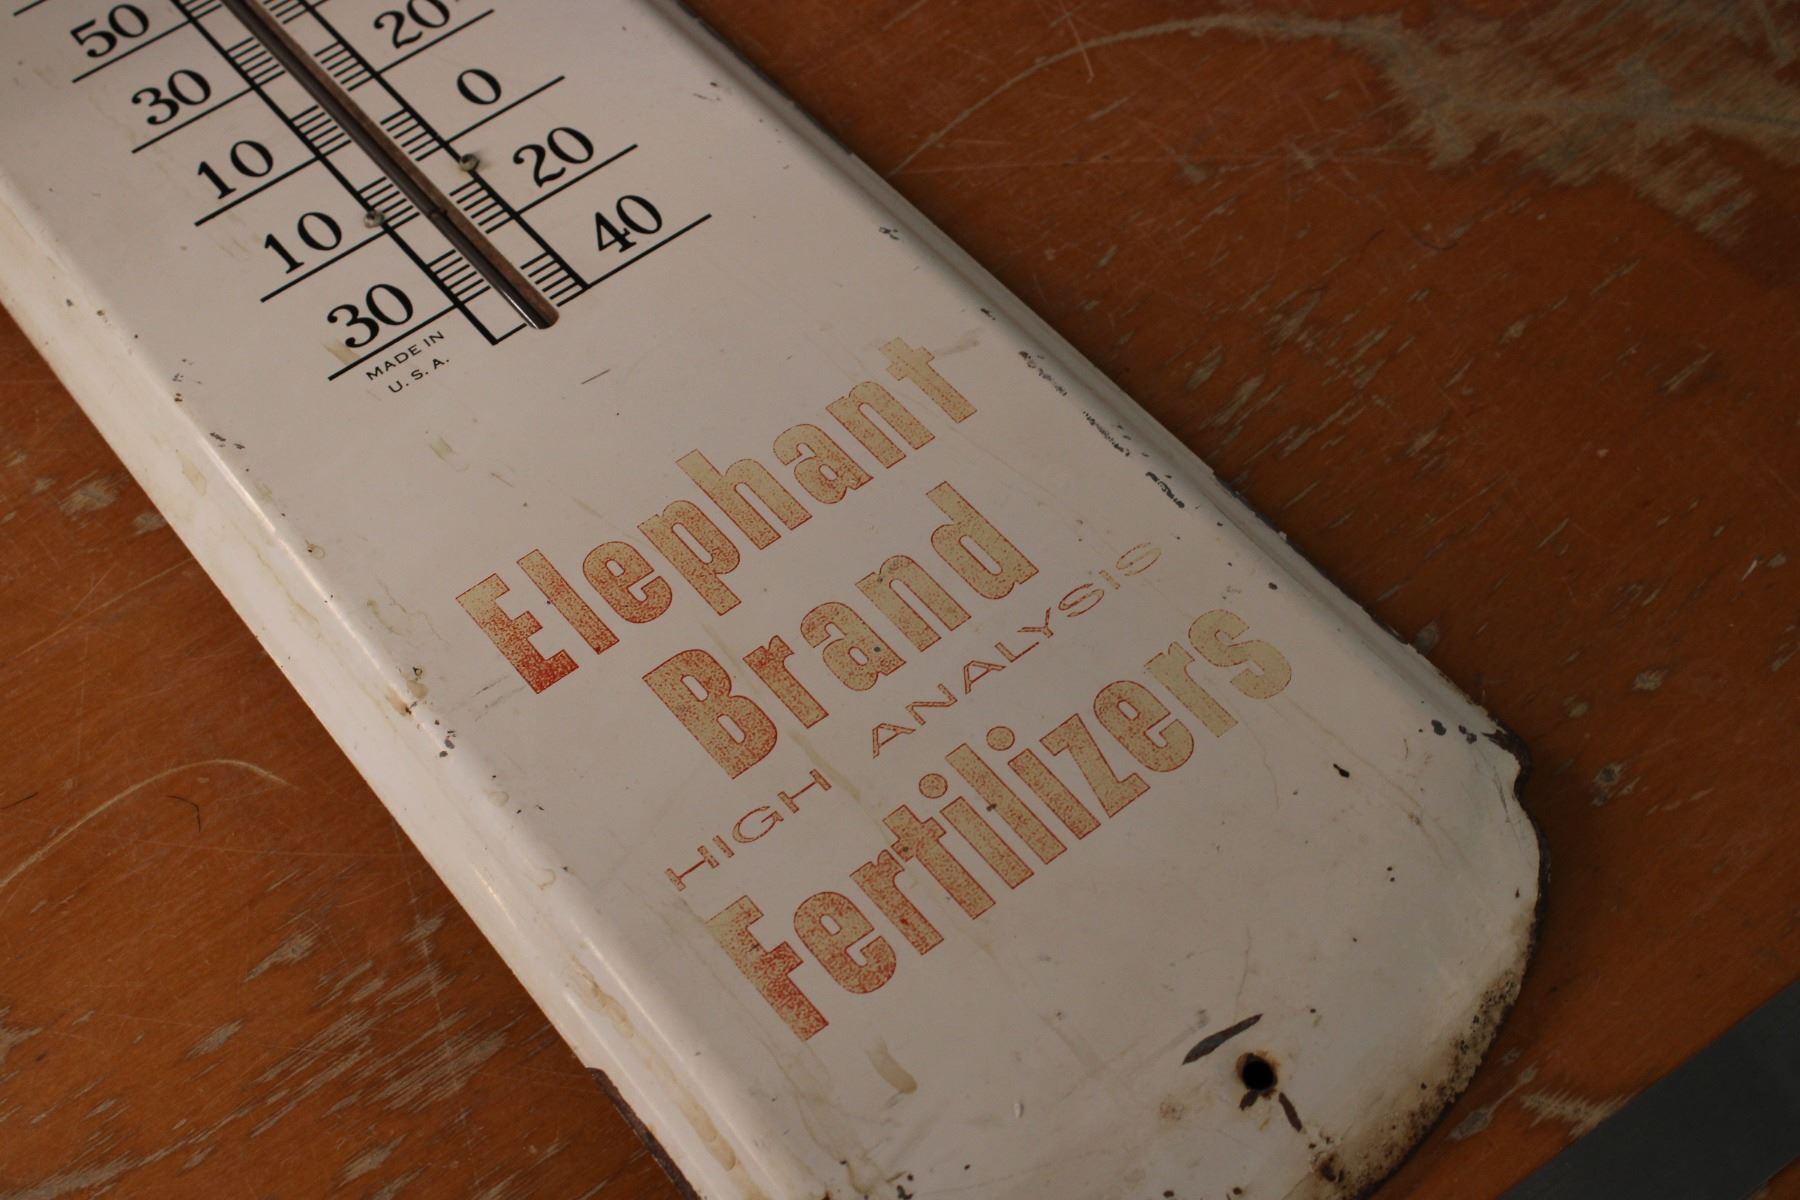 50 20
30 0
10 20
10 40
30
MADE IN
U. S. A.
Elephant
Brand
HIGH ANALYSIS
Fertilizers